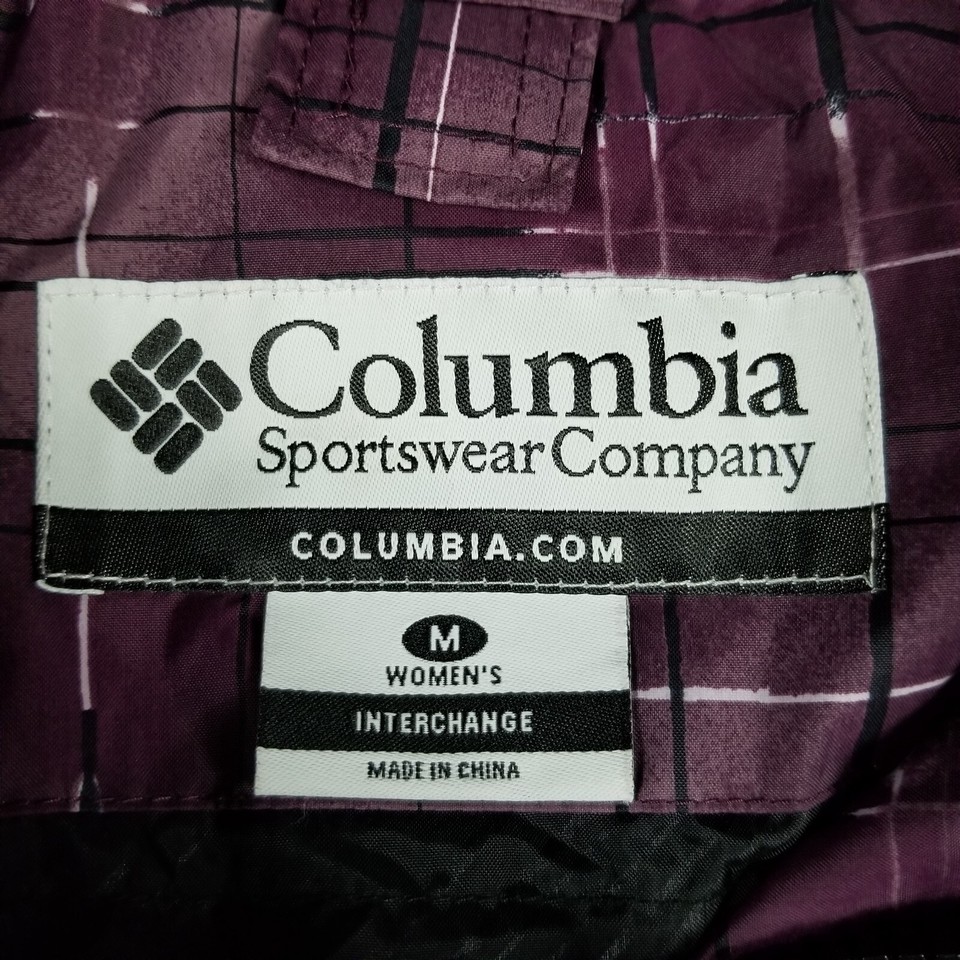 Columbia
Sportswear Company
COLUMBIA.COM
M
WOMEN'S
INTERCHANGE
MADE IN CHINA